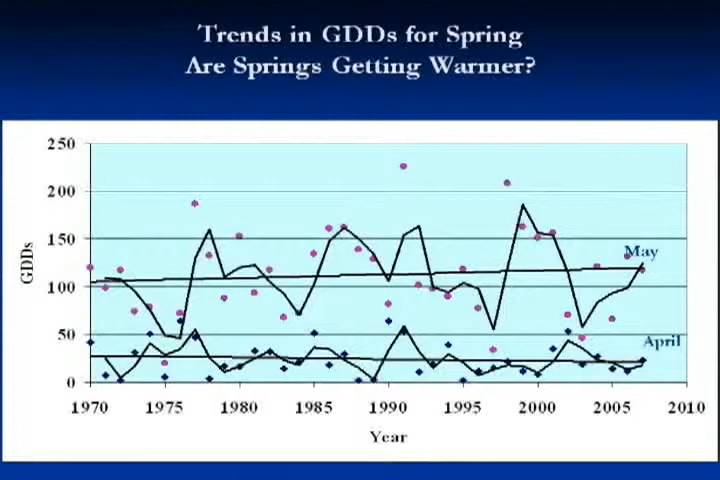 Trends in GDDs for Spring
Are Springs Getting Warmer?
250
200
150
100
50
0
GDDs
May
April
1970 1975 1980 1985 1990 1995 2000 2005 2010
Year